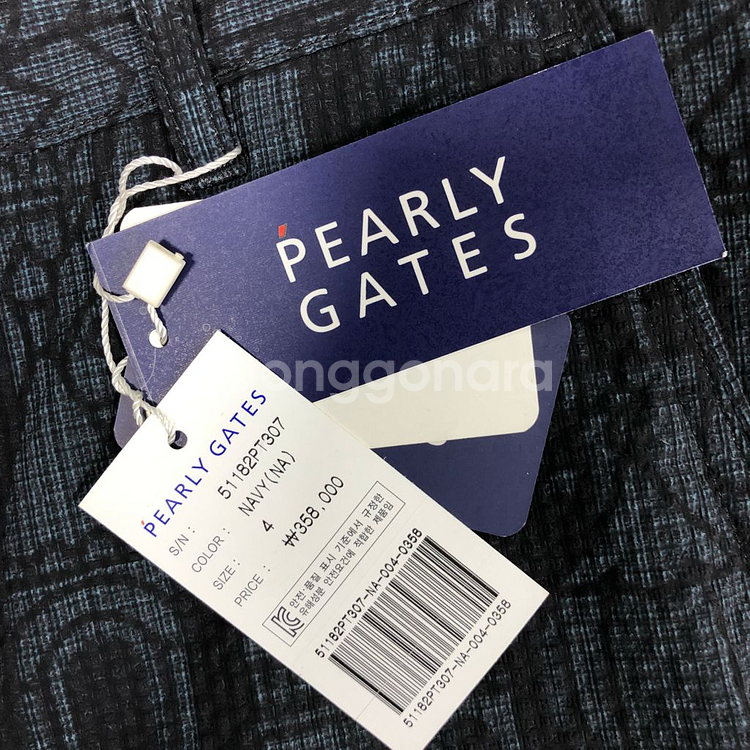 PEARLY
GATES
onggonara
PEARLY GATES
S/N : 51182PT307
COLOR : NAVY(NA)
SIZE : 4
PRICE : ₩358,000
안전·품질 표시 기준에서 규정한
유해성분 안전요건에 적합한 제품임
51182PT307-NA-004-0358
51182PT307-NA-004-0358